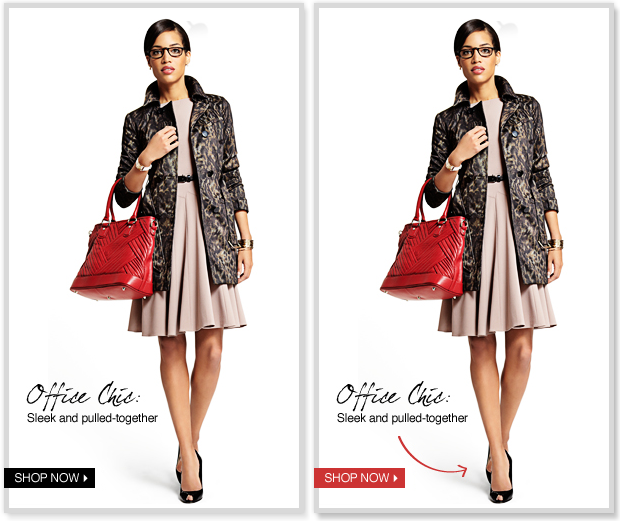 Office Chic:
Sleek and pulled-together
SHOP NOW
Office Chic:
Sleek and pulled-together
SHOP NOW